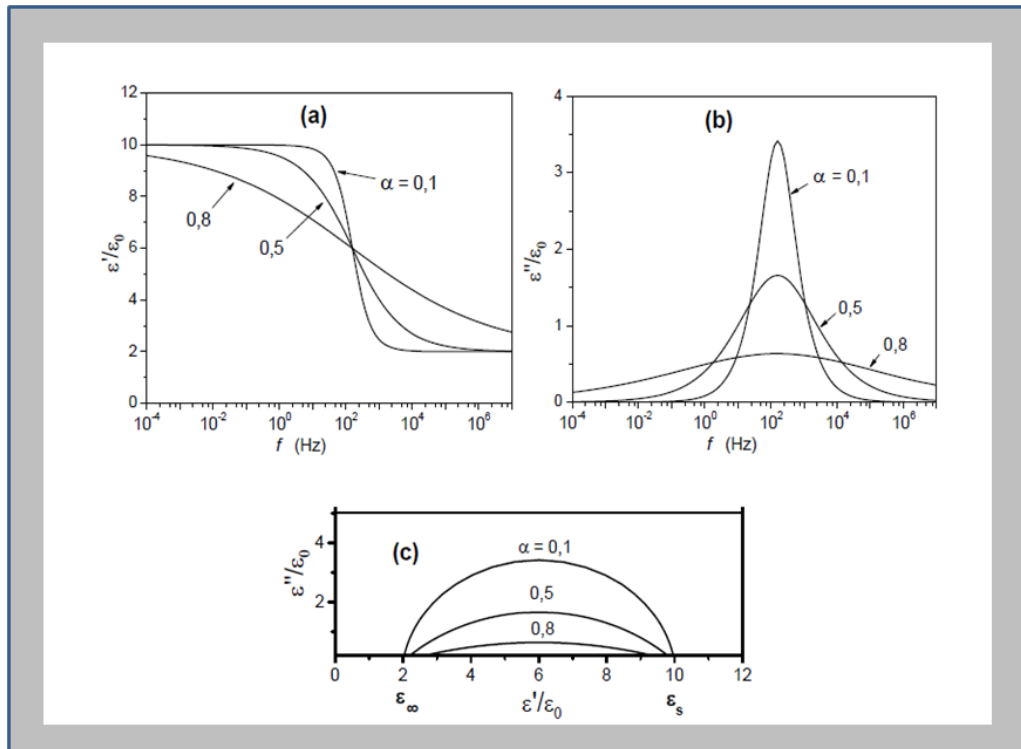 (a)
12
10
8
6
4
2
0
ε'/ε₀
α = 0,1
0,5
0,8
10⁻⁴ 10⁻² 10⁰ 10² 10⁴ 10⁶
f (Hz)
(b)
4
3
2
1
0
ε''/ε₀
α = 0,1
0,5
0,8
10⁻⁴ 10⁻² 10⁰ 10² 10⁴ 10⁶
f (Hz)
(c)
4
2
ε''/ε₀
α = 0,1
0,5
0,8
0 2 4 6 8 10 12
ε∞ ε'/ε₀ εs